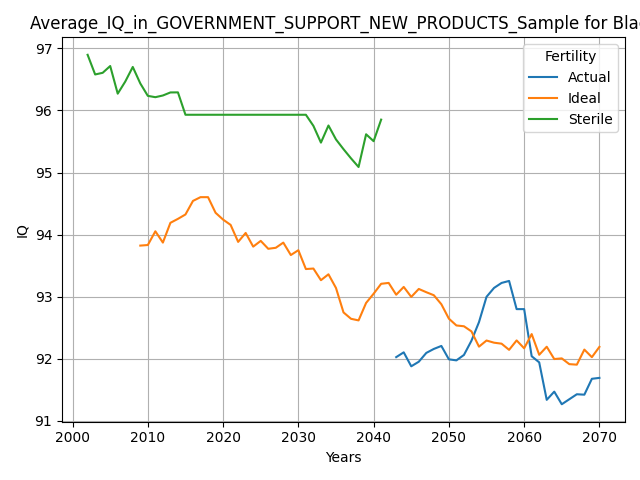 Average_IQ_in_GOVERNMENT_SUPPORT_NEW_PRODUCTS_Sample for Bla
97
96
95
94
93
92
91
IQ
Fertility
Actual
Ideal
Sterile
2000 2010 2020 2030 2040 2050 2060 2070
Years